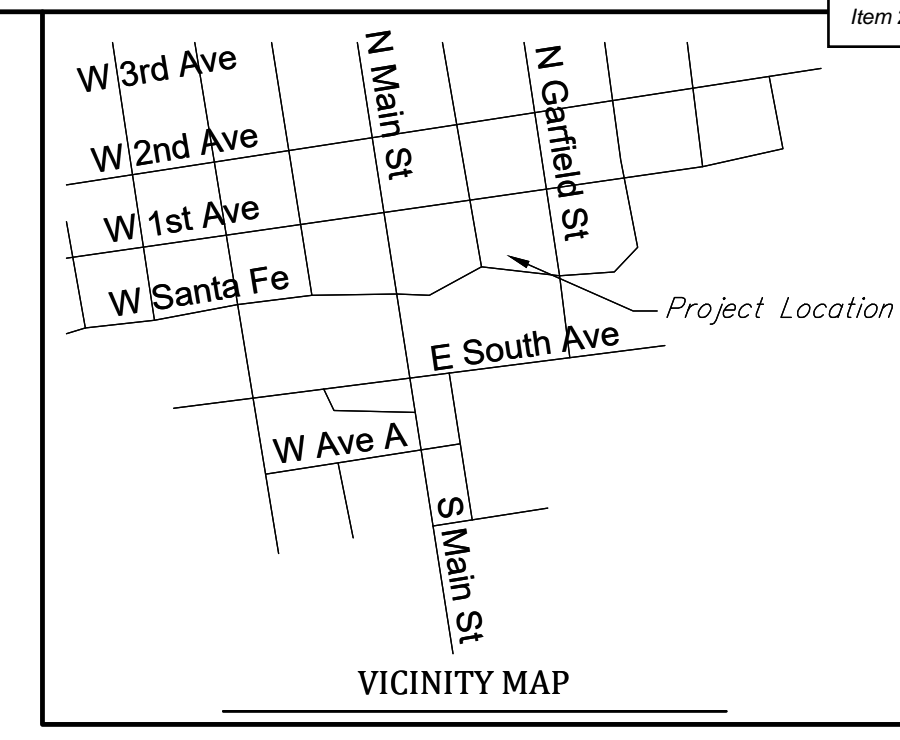 Item 2
W 3rd Ave
N Main St
N Garfield St
W 2nd Ave
W 1st Ave
W Santa Fe
Project Location
E South Ave
W Ave A
S Main St
VICINITY MAP